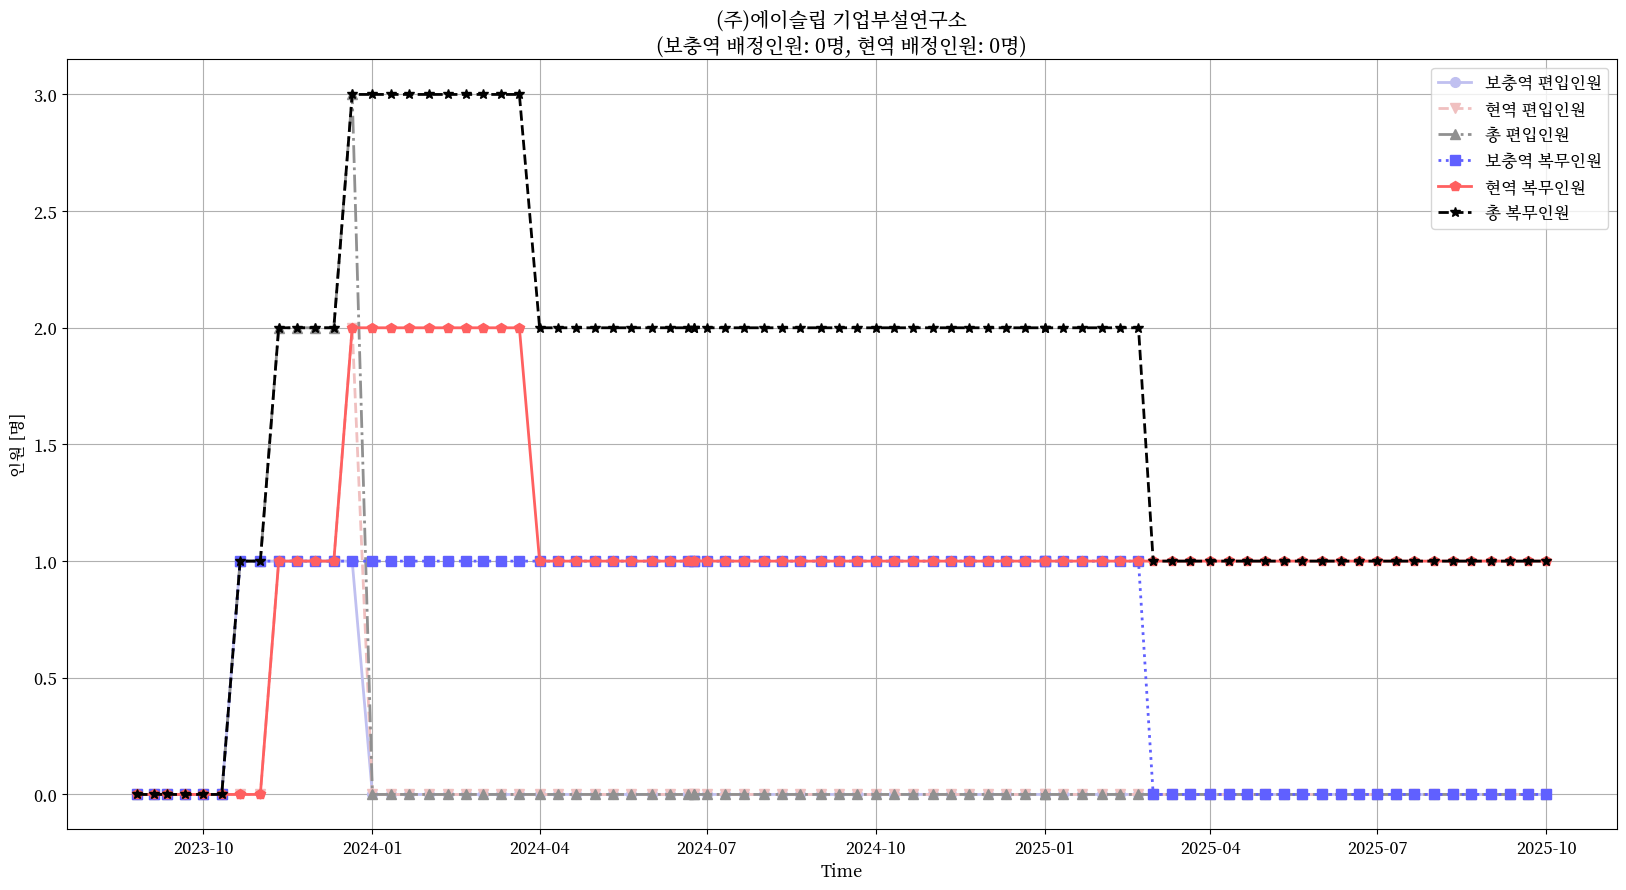 (주)에이슬립 기업부설연구소
(보충역 배정인원: 0명, 현역 배정인원: 0명)
보충역 편입인원
현역 편입인원
총 편입인원
보충역 복무인원
현역 복무인원
총 복무인원
인원 [명]
3.0
2.5
2.0
1.5
1.0
0.5
0.0
2023-10
2024-01
2024-04
2024-07
2024-10
2025-01
2025-04
2025-07
2025-10
Time